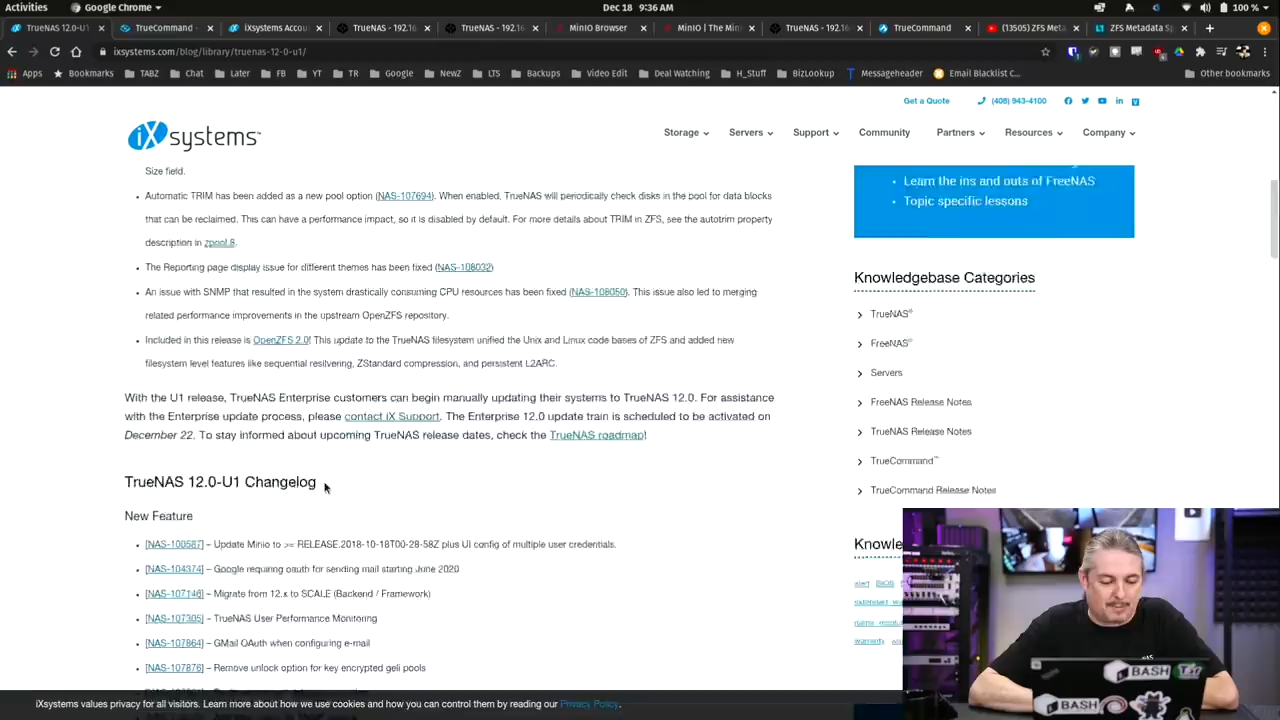 Activities
Google Chrome
Dec 18 9:36 AM
100 %
TrueNAS 12.0-U1
TrueCommand
iXsystems Accou
TrueNAS - 192.16
TrueNAS - 192.16
MinIO Browser
MinIO | The Min
TrueNAS - 192.16
TrueCommand
(13505) ZFS Met
ZFS Metadata Sp
ixsystems.com/blog/library/truenas-12-0-u1/
Apps
Bookmarks
TABZ
Chat
Later
FB
YT
TR
Google
NewZ
LTS
Backups
Video Edit
Deal Watching
H_Stuff
BizLookup
Messageheader
Email Blacklist C...
Other bookmarks
Get a Quote
(408) 943-4100
iXsystems
Storage
Servers
Support
Community
Partners
Resources
Company
Size field.
• Automatic TRIM has been added as a new pool option (NAS-107694). When enabled, TrueNAS will periodically check disks in the pool for data blocks
that can be reclaimed. This can have a performance impact, so it is disabled by default. For more details about TRIM in ZFS, see the autotrim property
description in zpool.8.
• The Reporting page display issue for different themes has been fixed (NAS-108032)
• An issue with SNMP that resulted in the system drastically consuming CPU resources has been fixed (NAS-108050). This issue also led to merging
related performance improvements in the upstream OpenZFS repository.
• Included in this release is OpenZFS 2.0! This update to the TrueNAS filesystem unified the Unix and Linux code bases of ZFS and added new
filesystem level features like sequential resilvering, ZStandard compression, and persistent L2ARC.
With the U1 release, TrueNAS Enterprise customers can begin manually updating their systems to TrueNAS 12.0. For assistance
with the Enterprise update process, please contact iX Support. The Enterprise 12.0 update train is scheduled to be activated on
December 22. To stay informed about upcoming TrueNAS release dates, check the TrueNAS roadmap!
TrueNAS 12.0-U1 Changelog
New Feature
• [NAS-100587] – Update Minio to >= RELEASE.2018-10-18T00-28-58Z plus UI config of multiple user credentials.
• [NAS-104374] – Google requiring oauth for sending mail starting June 2020
• [NAS-107146] – Migrate from 12.x to SCALE (Backend / Framework)
• [NAS-107305] – TrueNAS User Performance Monitoring
• [NAS-107864] – GMail OAuth when configuring e-mail
• [NAS-107876] – Remove unlock option for key encrypted geli pools
• Learn the ins and outs of FreeNAS
• Topic specific lessons
Knowledgebase Categories
TrueNAS®
FreeNAS®
Servers
FreeNAS Release Notes
TrueNAS Release Notes
TrueCommand™
TrueCommand Release Notes
Knowle
alert BIOS
warranty
BASH
BASH
iXsystems values privacy for all visitors. Learn more about how we use cookies and how you can control them by reading our Privacy Policy.